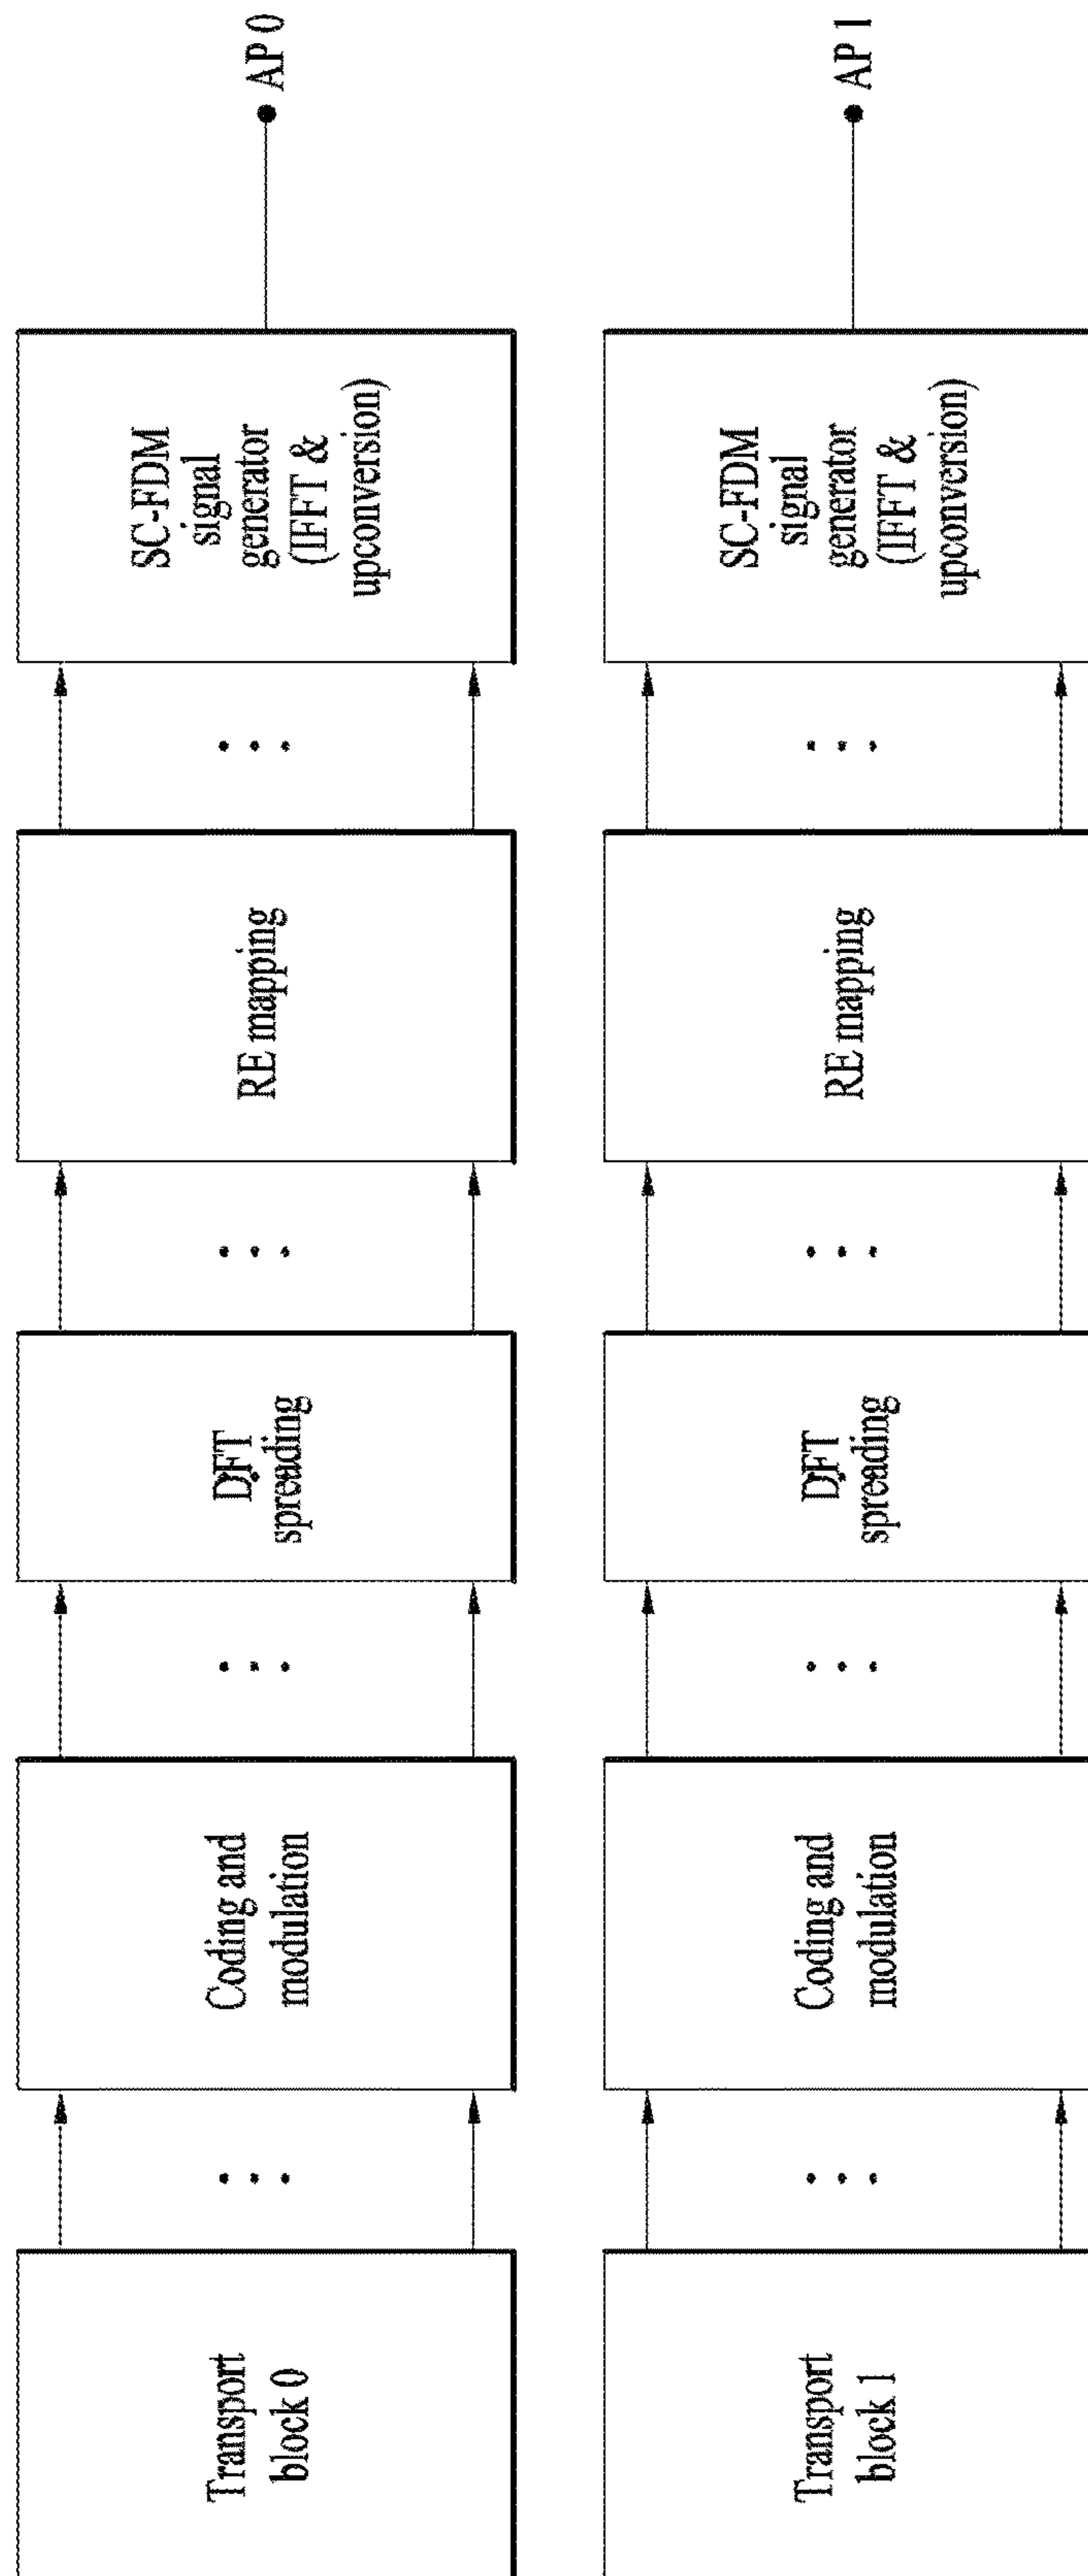 Transport
block 0
Coding and
modulation
DFT
spreading
RE mapping
SC-FDM
signal
generator
(IFFT &
upconversion)
AP 0
Transport
block 1
Coding and
modulation
DFT
spreading
RE mapping
SC-FDM
signal
generator
(IFFT &
upconversion)
AP 1